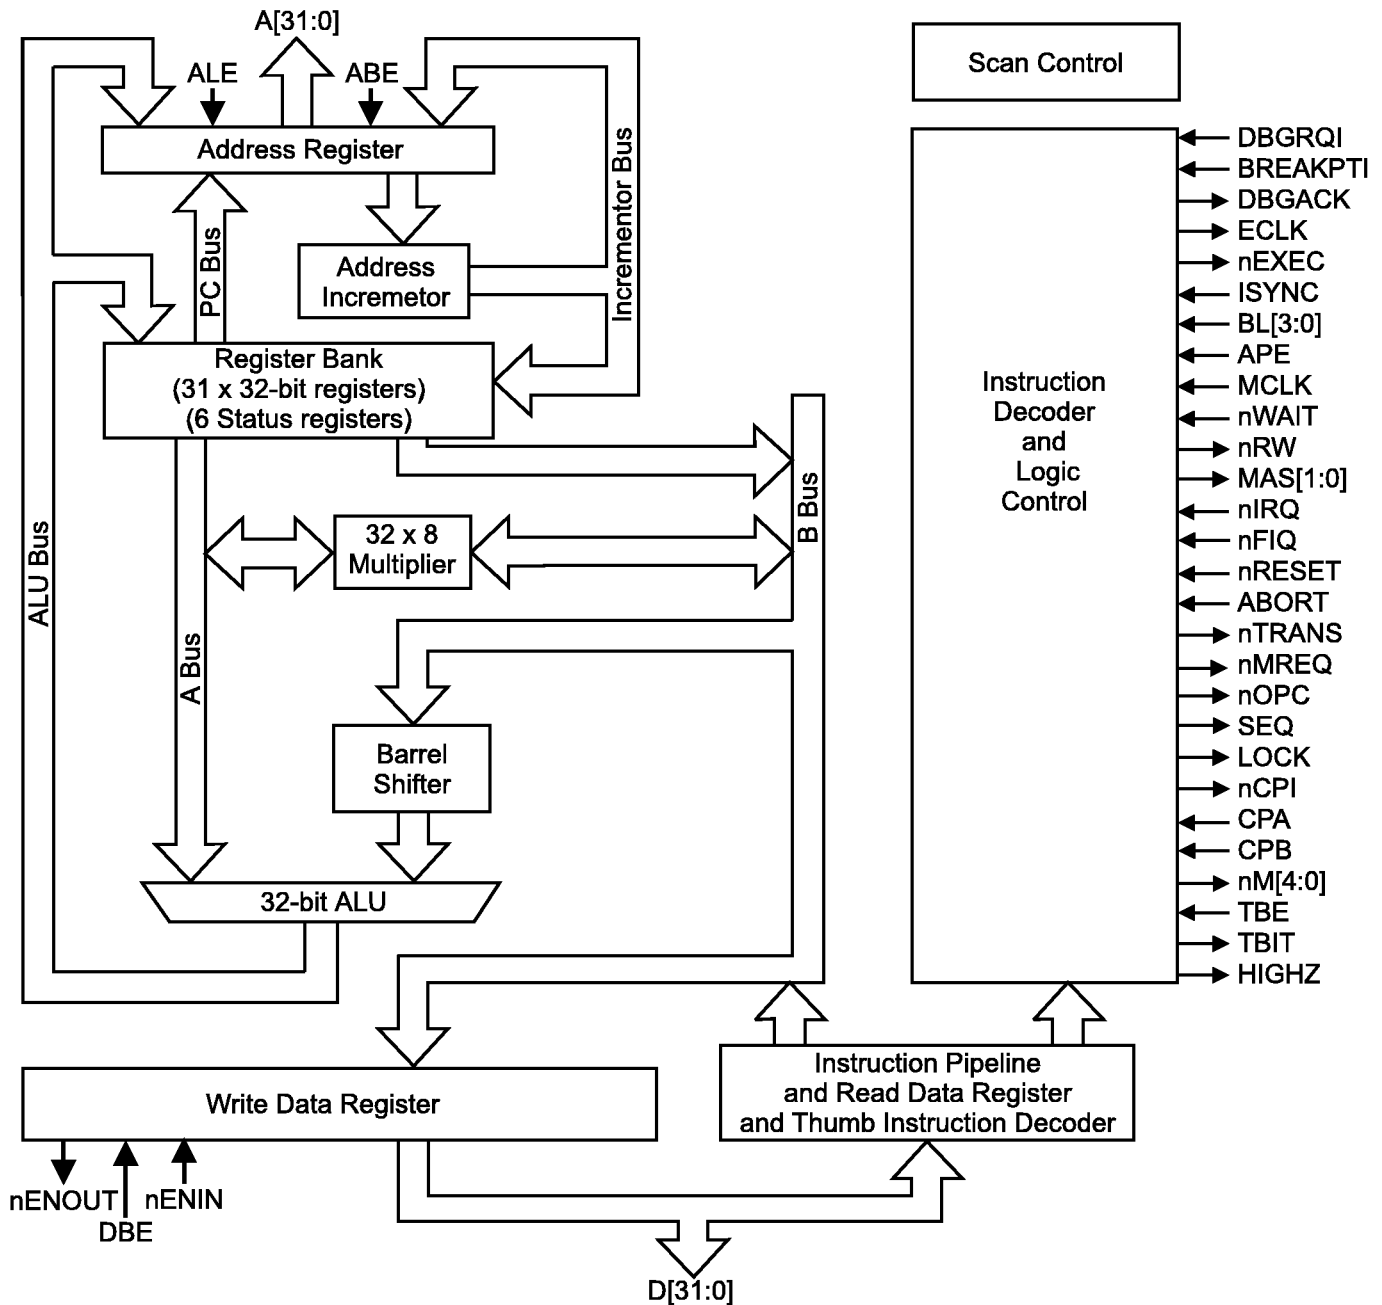 A[31:0]
ALE
ABE
Scan Control
Address Register
DBGRQI
BREAKPTI
DBGACK
ECLK
nEXEC
ISYNC
BL[3:0]
APE
MCLK
nWAIT
nRW
MAS[1:0]
nIRQ
nFIQ
nRESET
ABORT
nTRANS
nMREQ
nOPC
SEQ
LOCK
nCPI
CPA
CPB
nM[4:0]
TBE
TBIT
HIGHZ
Incrementor Bus
PC Bus
Address
Incremetor
Register Bank
(31 x 32-bit registers)
(6 Status registers)
Instruction
Decoder
and
Logic
Control
B Bus
ALU Bus
A Bus
32 x 8
Multiplier
Barrel
Shifter
32-bit ALU
Write Data Register
Instruction Pipeline
and Read Data Register
and Thumb Instruction Decoder
nENOUT
nENIN
DBE
D[31:0]